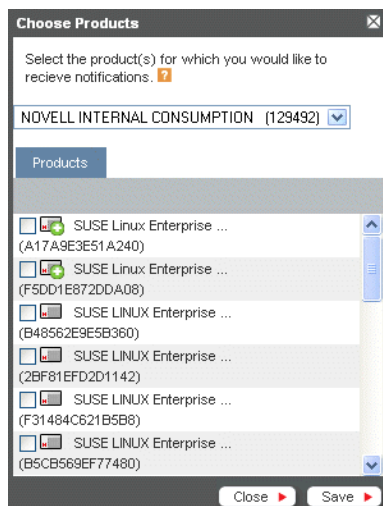 Choose Products
Select the product(s) for which you would like to
recieve notifications. ?
NOVELL INTERNAL CONSUMPTION (129492)
Products
SUSE Linux Enterprise ...
(A17A9E3E51A240)
SUSE Linux Enterprise ...
(F5DD1E872DDA08)
SUSE LINUX Enterprise ...
(B48562E9E5B360)
SUSE LINUX Enterprise ...
(2BF81EFD2D1142)
SUSE LINUX Enterprise ...
(F31484C621B5B8)
SUSE LINUX Enterprise ...
(B5CB569EF77480)
Close Save